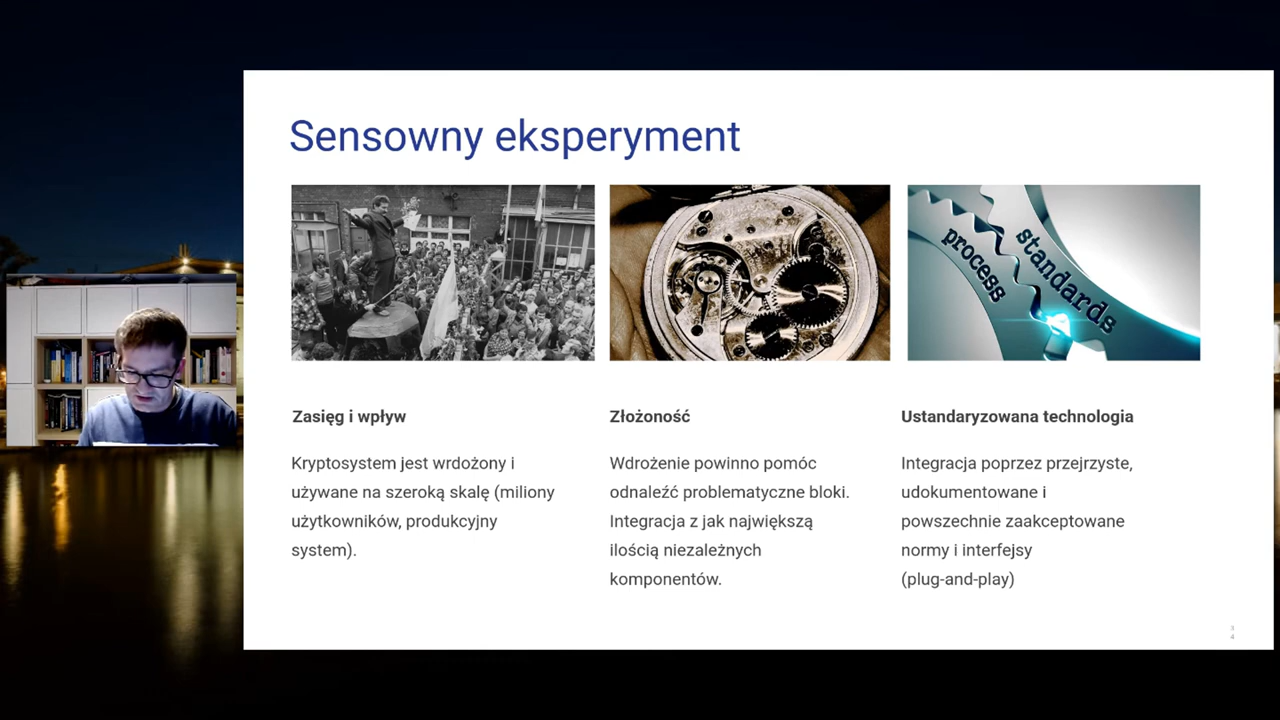 Sensowny eksperyment
process
standards
Zasięg i wpływ
Kryptosystem jest wrdożony i
używane na szeroką skalę (miliony
użytkowników, produkcyjny
system).
Złożoność
Wdrożenie powinno pomóc
odnaleźć problematyczne bloki.
Integracja z jak największą
ilością niezależnych
komponentów.
Ustandaryzowana technologia
Integracja poprzez przejrzyste,
udokumentowane i
powszechnie zaakceptowane
normy i interfejsy
(plug-and-play)
3
4